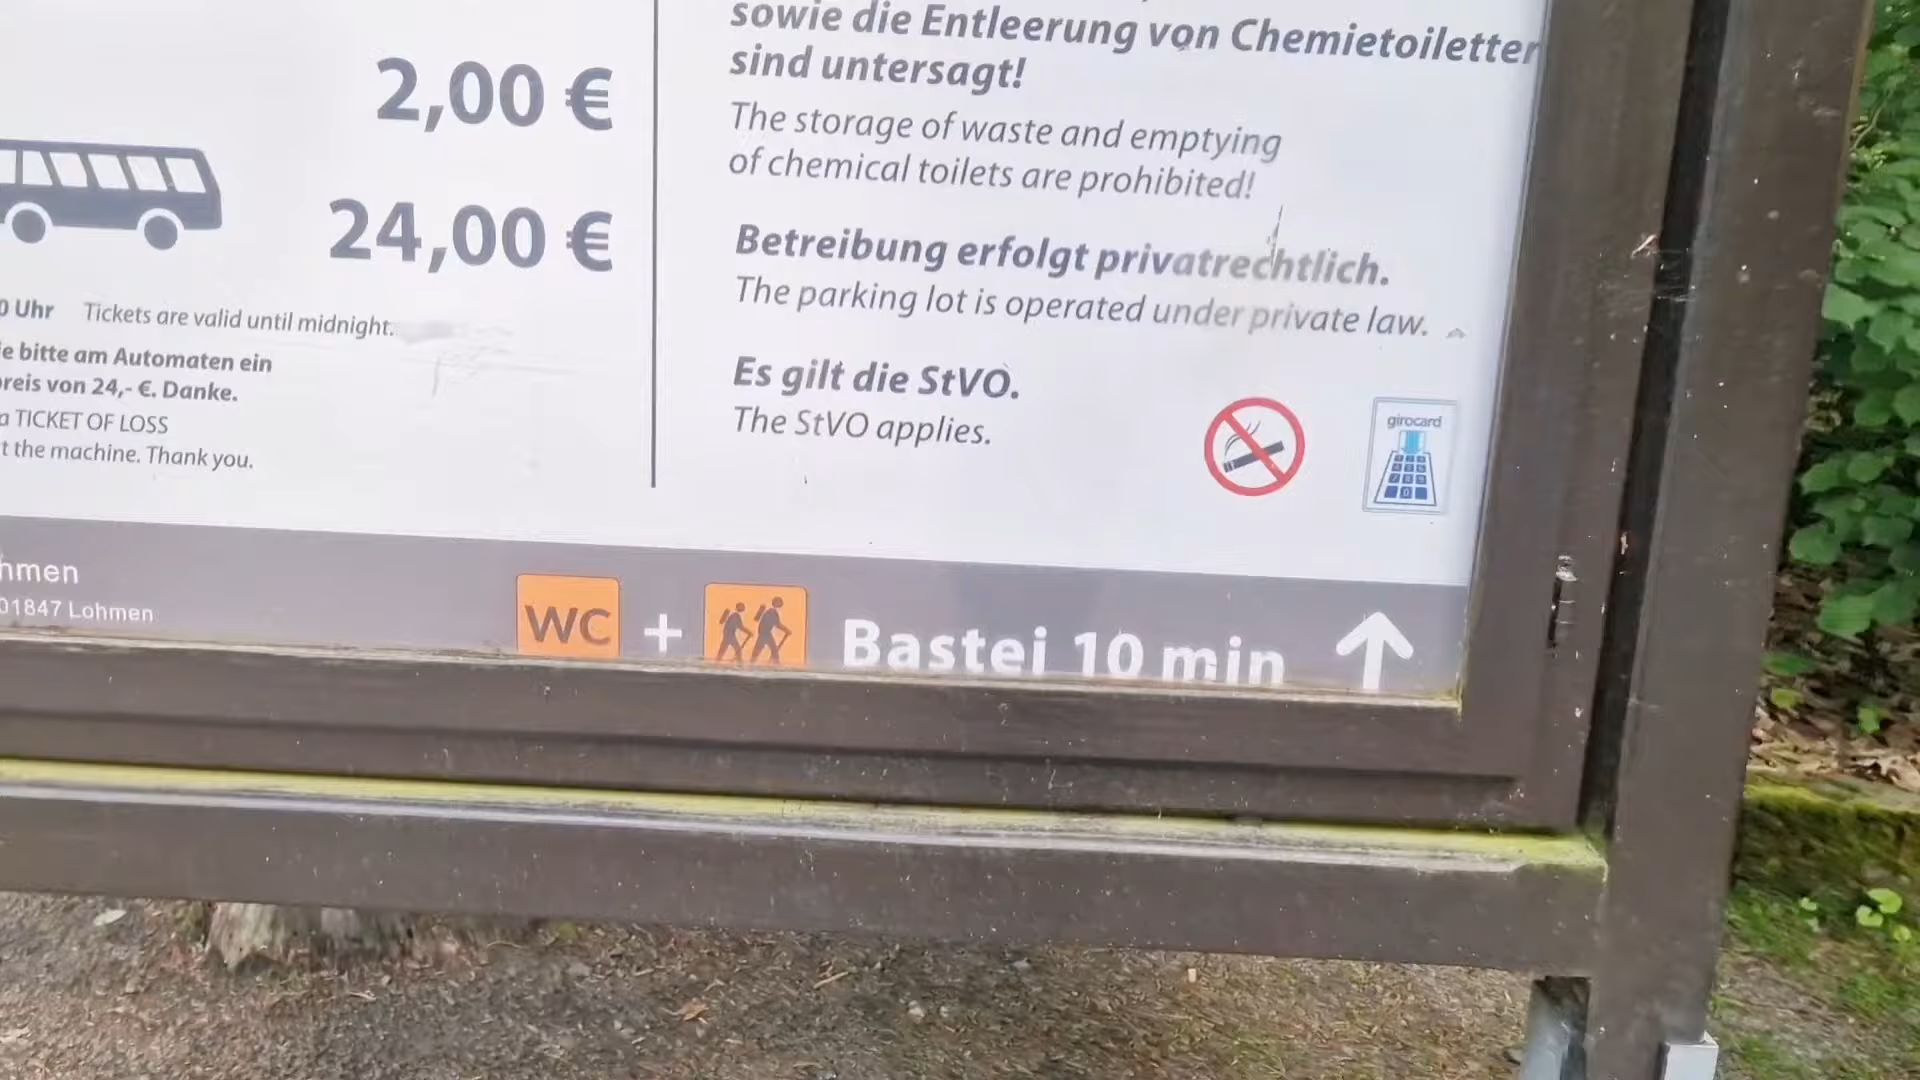 2,00 €
24,00 €
0 Uhr Tickets are valid until midnight.
e bitte am Automaten ein
preis von 24,- €. Danke.
a TICKET OF LOSS
t the machine. Thank you.
sowie die Entleerung von Chemietoiletten
sind untersagt!
The storage of waste and emptying
of chemical toilets are prohibited!
Betreibung erfolgt privatrechtlich.
The parking lot is operated under private law.
Es gilt die StVO.
The StVO applies.
girocard
hmen
01847 Lohmen
WC + Bastei 10 min